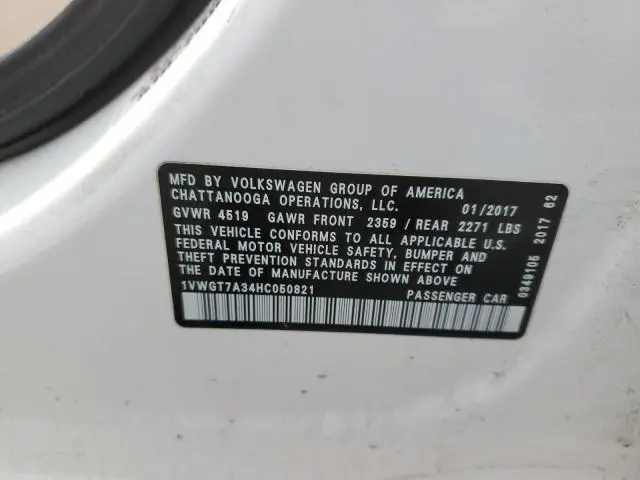 MFD BY VOLKSWAGEN GROUP OF AMERICA
CHATTANOOGA OPERATIONS, LLC. 01/2017
GVWR 4519 GAWR FRONT 2359 / REAR 2271 LBS
THIS VEHICLE CONFORMS TO ALL APPLICABLE U.S.
FEDERAL MOTOR VEHICLE SAFETY, BUMPER AND
THEFT PREVENTION STANDARDS IN EFFECT ON
THE DATE OF MANUFACTURE SHOWN ABOVE
1VWGT7A34HC050821 PASSENGER CAR
0349105 2017 62